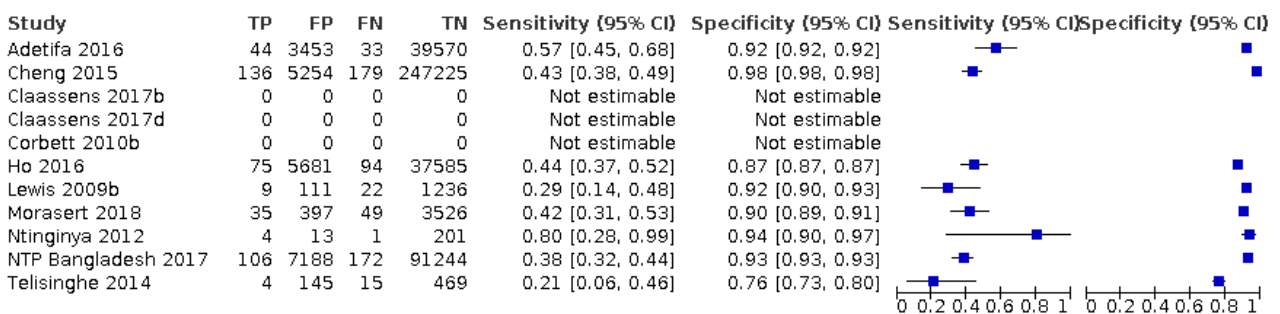 Study TP FP FN TN Sensitivity (95% CI) Specificity (95% CI) Sensitivity (95% CI) Specificity (95% CI)
Adetifa 2016 44 3453 33 39570 0.57 [0.45, 0.68] 0.92 [0.92, 0.92]
Cheng 2015 136 5254 179 247225 0.43 [0.38, 0.49] 0.98 [0.98, 0.98]
Claassens 2017b 0 0 0 0 Not estimable Not estimable
Claassens 2017d 0 0 0 0 Not estimable Not estimable
Corbett 2010b 0 0 0 0 Not estimable Not estimable
Ho 2016 75 5681 94 37585 0.44 [0.37, 0.52] 0.87 [0.87, 0.87]
Lewis 2009b 9 111 22 1236 0.29 [0.14, 0.48] 0.92 [0.90, 0.93]
Morasert 2018 35 397 49 3526 0.42 [0.31, 0.53] 0.90 [0.89, 0.91]
Ntinginya 2012 4 13 1 201 0.80 [0.28, 0.99] 0.94 [0.90, 0.97]
NTP Bangladesh 2017 106 7188 172 91244 0.38 [0.32, 0.44] 0.93 [0.93, 0.93]
Telisinghe 2014 4 145 15 469 0.21 [0.06, 0.46] 0.76 [0.73, 0.80]
0 0.2 0.4 0.6 0.8 1 0 0.2 0.4 0.6 0.8 1